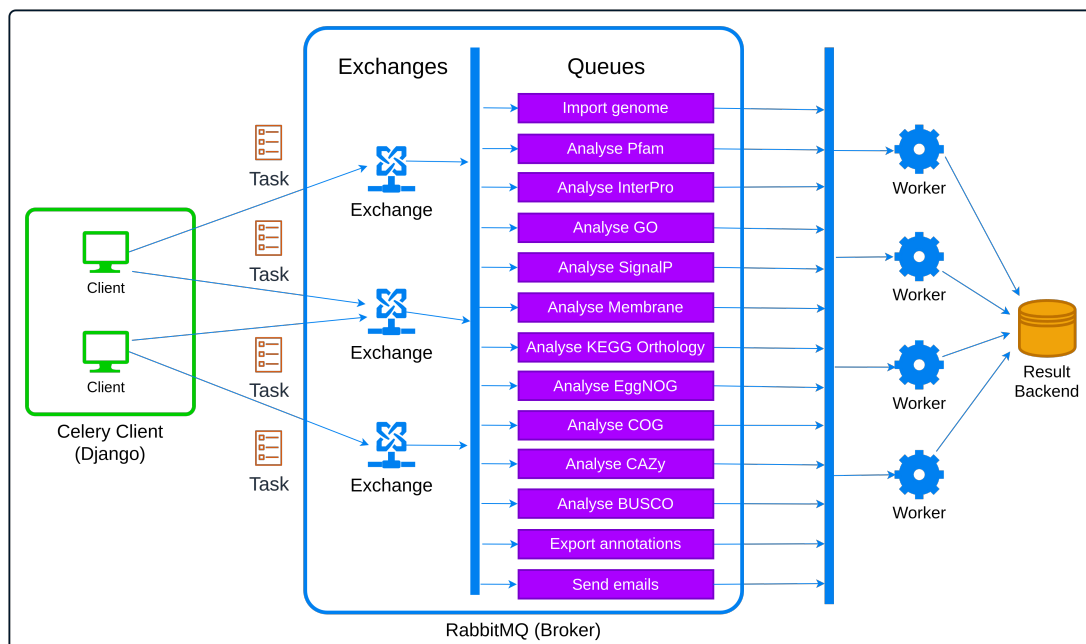 Exchanges
Queues
Import genome
Analyse Pfam
Analyse InterPro
Analyse GO
Analyse SignalP
Analyse Membrane
Analyse KEGG Orthology
Analyse EggNOG
Analyse COG
Analyse CAZy
Analyse BUSCO
Export annotations
Send emails
Task
Task
Task
Task
Exchange
Exchange
Exchange
Client
Client
Celery Client
(Django)
Worker
Worker
Worker
Worker
Result
Backend
RabbitMQ (Broker)